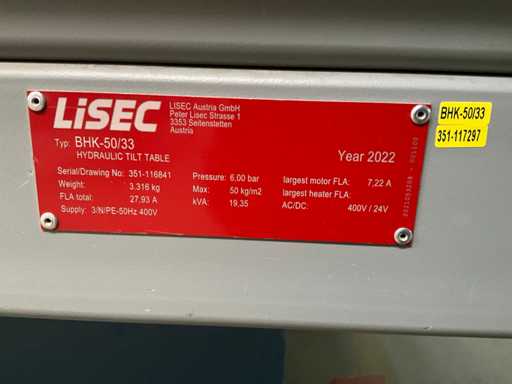 LiSEC
LISEC Austria GmbH
Peter Lisec Strasse 1
3353 Seitenstetten
Austria
Typ: BHK-50/33
HYDRAULIC TILT TABLE
Year 2022
Serial/Drawing No: 351-116841
Weight: 3.316 kg
FLA total: 27,93 A
Supply: 3/N/PE-50Hz 400V
Pressure: 6,00 bar
Max: 50 kg/m2
kVA: 19,35
largest motor FLA: 7,22 A
largest heater FLA:
AC/DC: 400V / 24V
BHK-50/33
351-117297